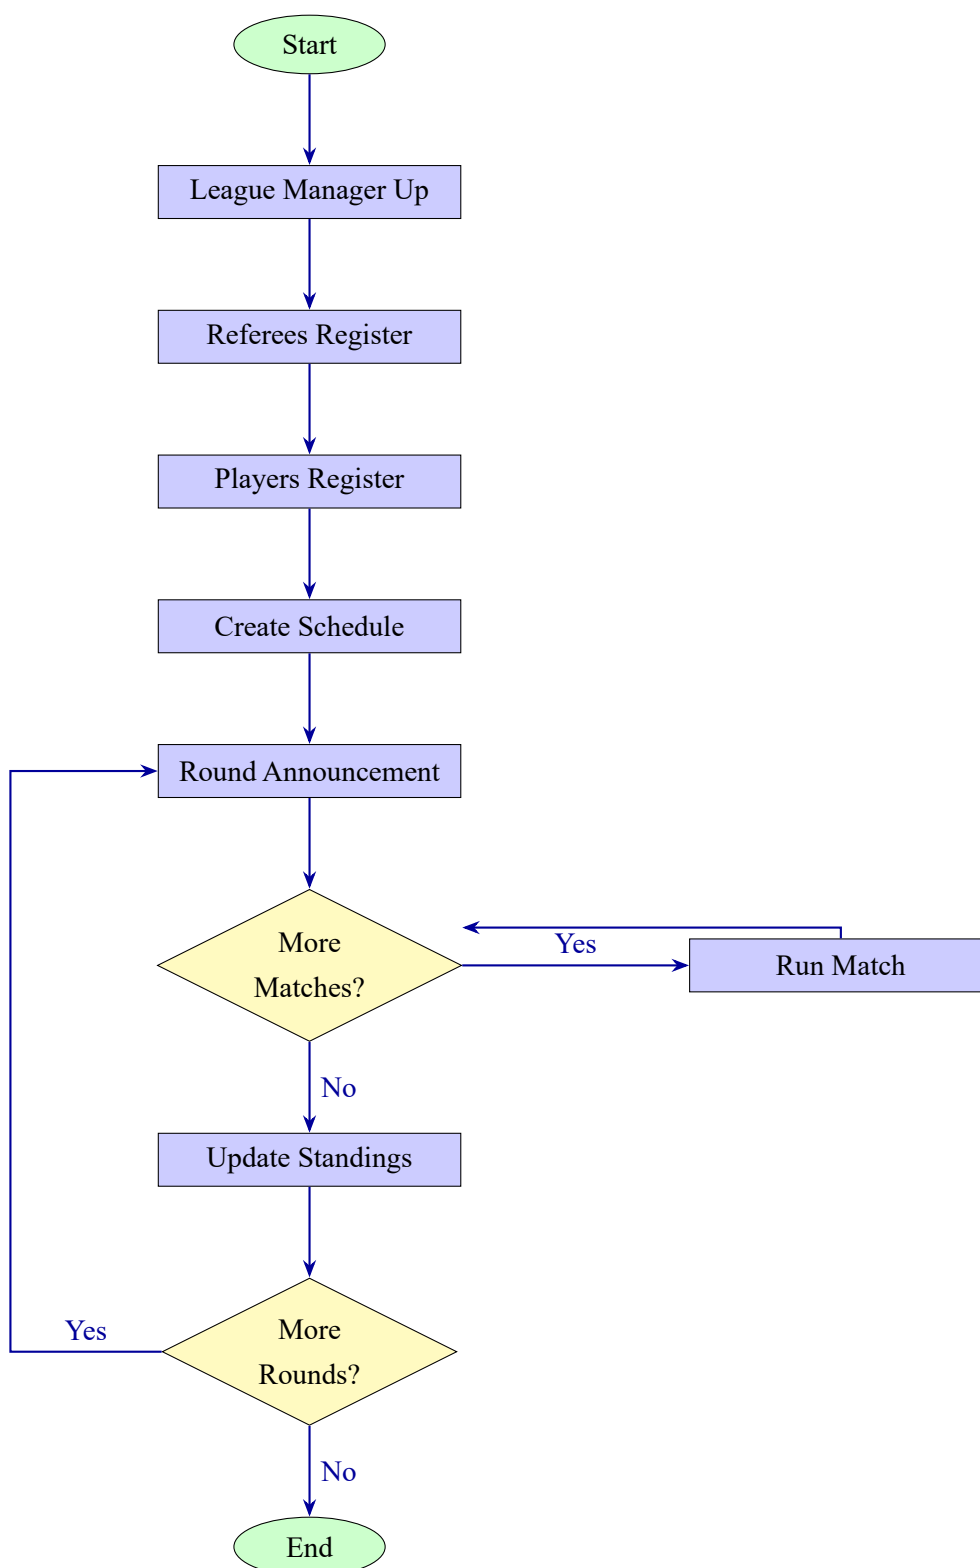 Start
League Manager Up
Referees Register
Players Register
Create Schedule
Round Announcement
More
Matches?
Yes
Run Match
No
Update Standings
More
Rounds?
Yes
No
End